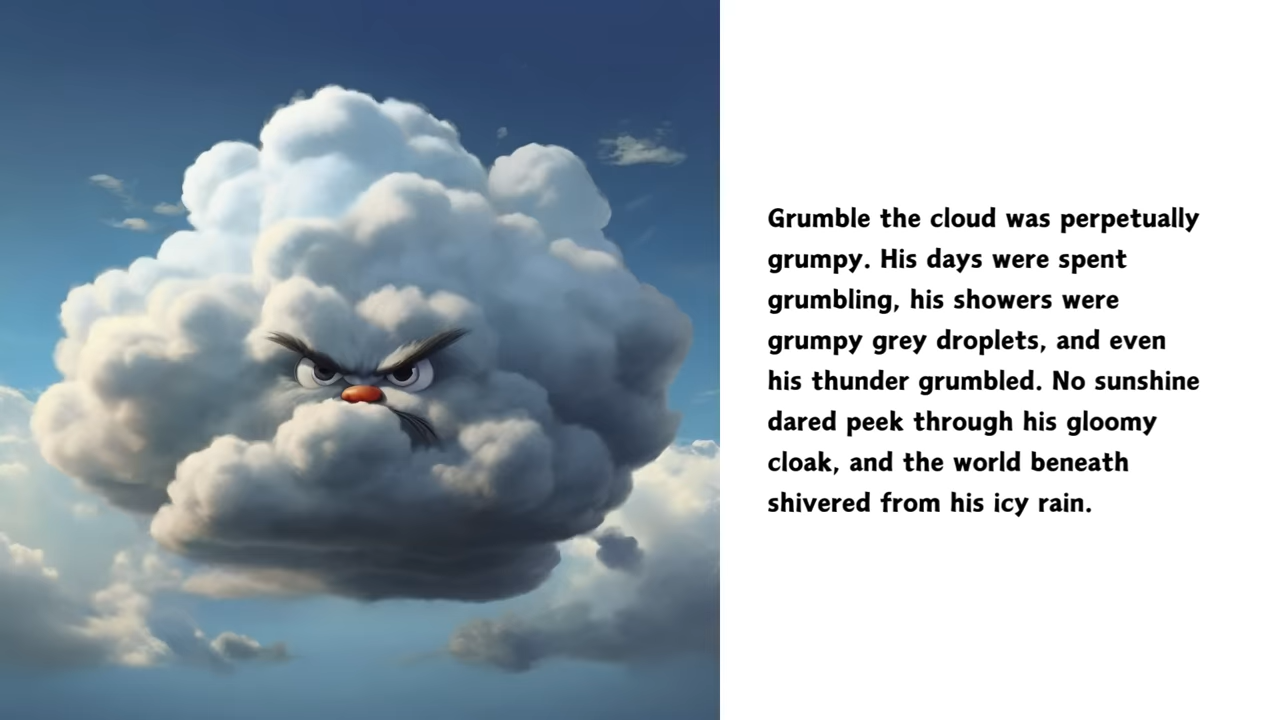 Grumble the cloud was perpetually
grumpy. His days were spent
grumbling, his showers were
grumpy grey droplets, and even
his thunder grumbled. No sunshine
dared peek through his gloomy
cloak, and the world beneath
shivered from his icy rain.